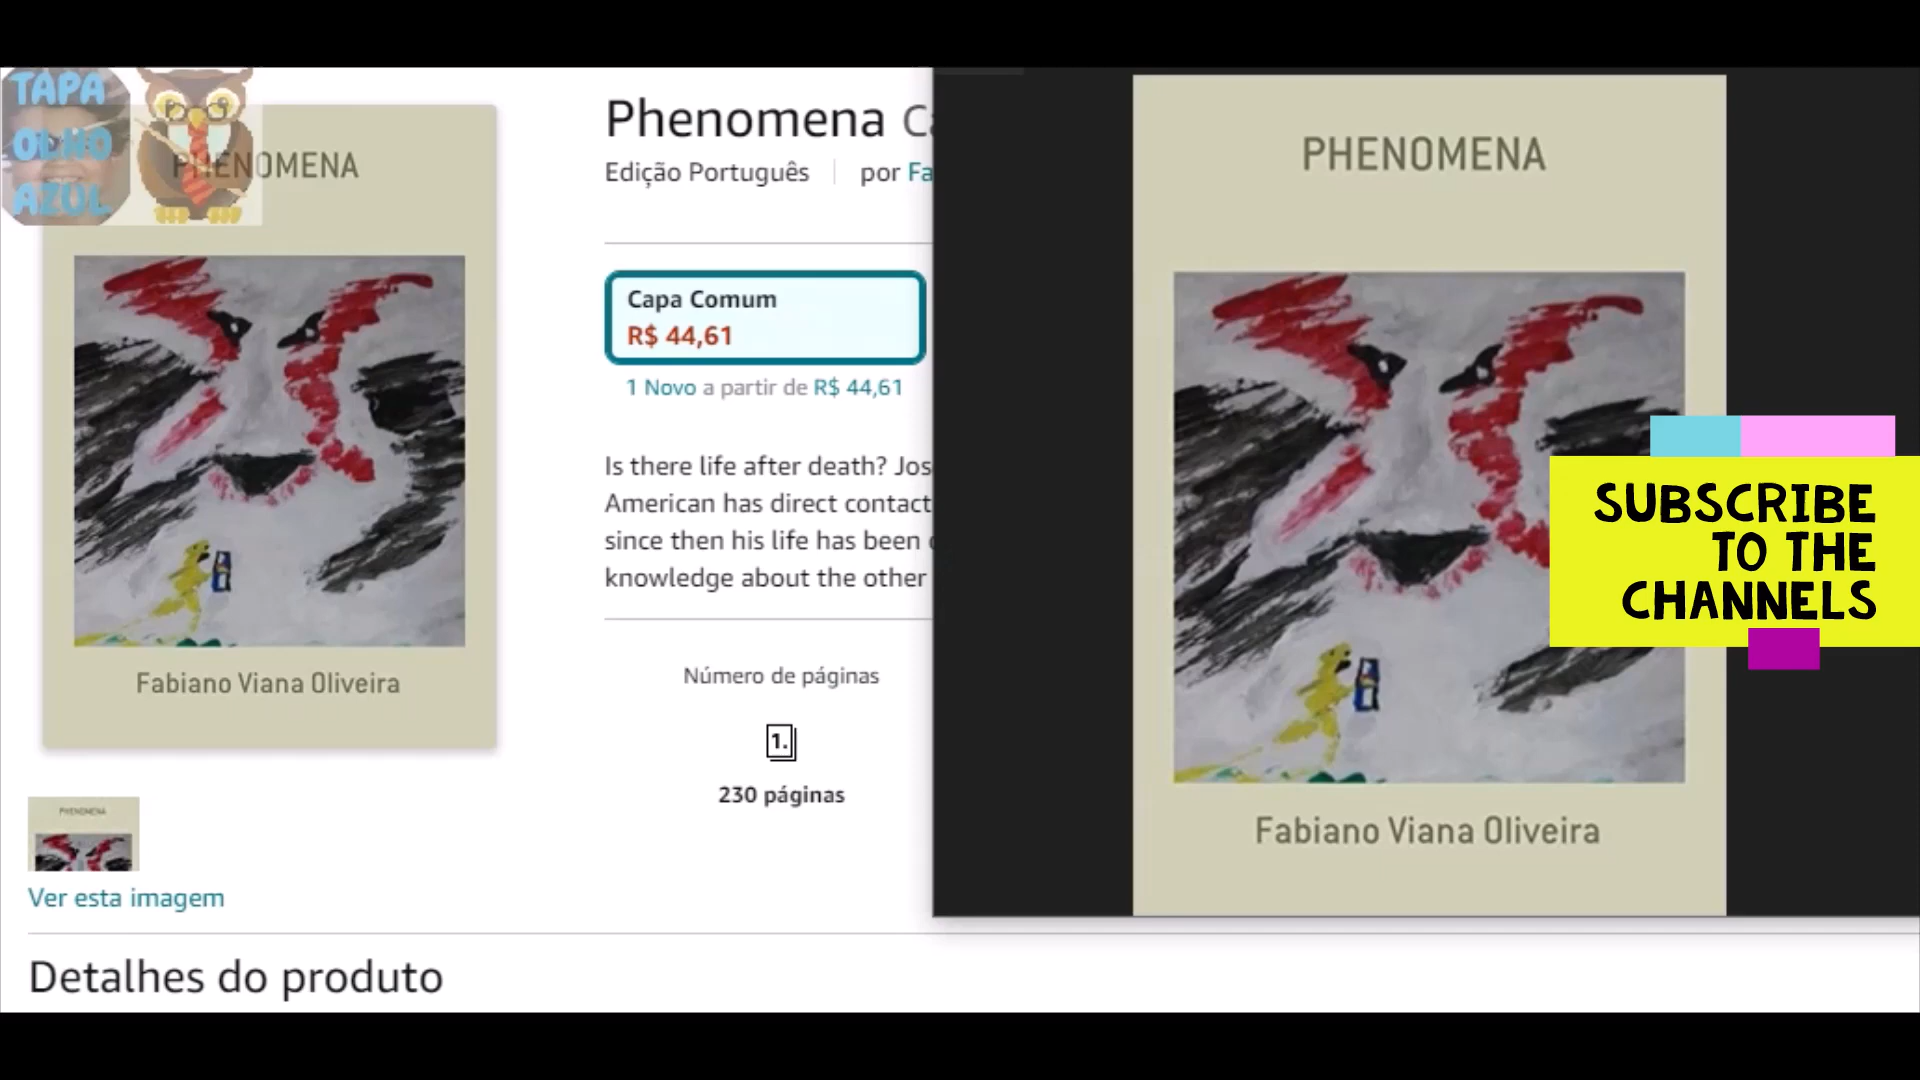 TAPA
OLHO
AZUL
PHENOMENA
Fabiano Viana Oliveira
PHENOMENA
Ver esta imagem
Phenomena
Edição Português
por Fa
Capa Comum
R$ 44,61
1 Novo a partir de R$ 44,61
Is there life after death? Jos
American has direct contact
since then his life has been
knowledge about the other
Número de páginas
1.
230 páginas
Detalhes do produto
PHENOMENA
Fabiano Viana Oliveira
SUBSCRIBE
TO THE
CHANNELS